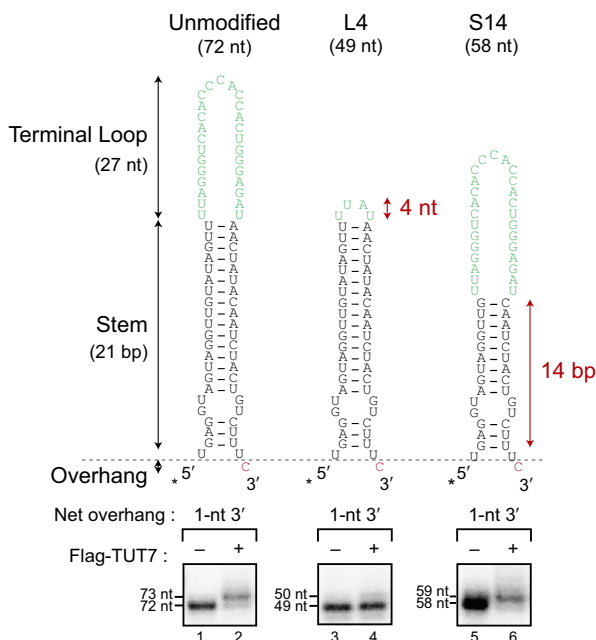 Unmodified
(72 nt)
L4
(49 nt)
S14
(58 nt)
Terminal Loop
(27 nt)
Stem
(21 bp)
Overhang
UGAGGUAGUAGGUUGUAUAGUUUUAGGGUCACACCCACCACUGGGAGAUAACUAUACAAUCUACUGUCUUUC
* 5′
3′
UGAGGUAGUAGGUUGUAUAGUUUUAUAACUAUACAAUCUACUGUCUUUC
4 nt
* 5′
3′
UGAGGUAGUAGGUUGUUAGGGUCACACCCACCACUGGGAGAUCAAUCUACUGUCUUUC
14 bp
* 5′
3′
Net overhang : 1-nt 3′ 1-nt 3′ 1-nt 3′
Flag-TUT7 : – + – + – +
73 nt
72 nt
50 nt
49 nt
59 nt
58 nt
1 2 3 4 5 6